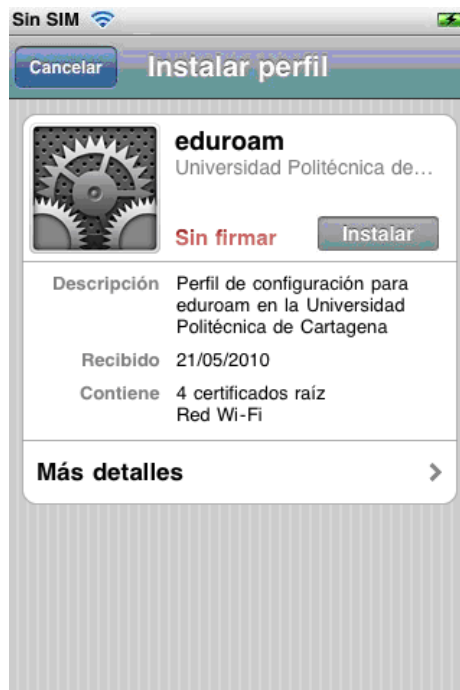 Sin SIM
Cancelar
Instalar perfil
eduroam
Universidad Politécnica de...
Sin firmar
Instalar
Descripción Perfil de configuración para
eduroam en la Universidad
Politécnica de Cartagena
Recibido 21/05/2010
Contiene 4 certificados raíz
Red Wi-Fi
Más detalles